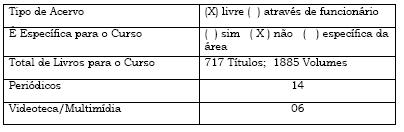 Tipo de Acervo (X) livre ( ) através de funcionário
É Específica para o Curso ( ) sim ( X ) não ( ) específica da
área
Total de Livros para o Curso 717 Títulos; 1885 Volumes
Periódicos 14
Videoteca/Multimídia 06